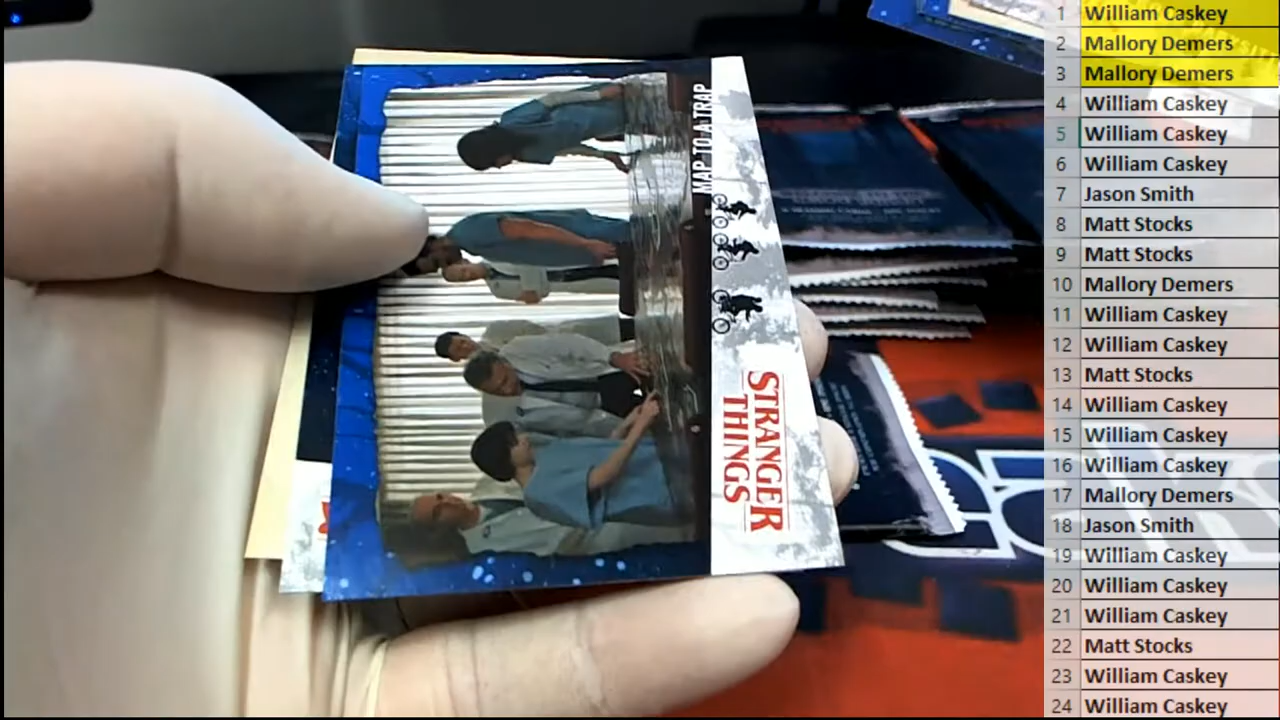 MAP TO A TRAP
STRANGER
THINGS
1 William Caskey
2 Mallory Demers
3 Mallory Demers
4 William Caskey
5 William Caskey
6 William Caskey
7 Jason Smith
8 Matt Stocks
9 Matt Stocks
10 Mallory Demers
11 William Caskey
12 William Caskey
13 Matt Stocks
14 William Caskey
15 William Caskey
16 William Caskey
17 Mallory Demers
18 Jason Smith
19 William Caskey
20 William Caskey
21 William Caskey
22 Matt Stocks
23 William Caskey
24 William Caskey